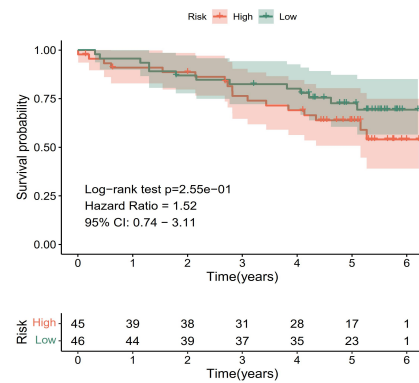 Risk High Low
1.00
0.75
0.50
0.25
0.00
Survival probability
Log−rank test p=2.55e−01
Hazard Ratio = 1.52
95% CI: 0.74 − 3.11
0 1 2 3 4 5 6
Time(years)
Risk
High 45 39 38 31 28 17 1
Low 46 44 39 37 35 23 1
0 1 2 3 4 5 6
Time(years)